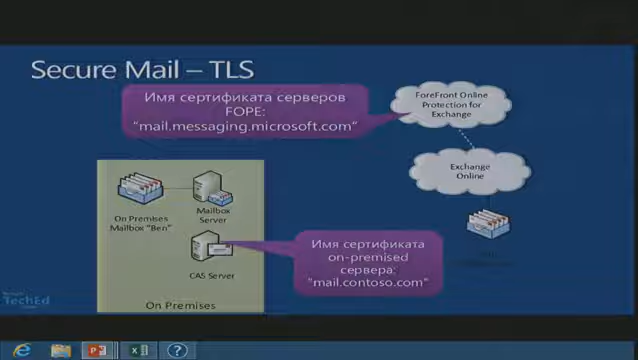 Secure Mail – TLS
Имя сертификата серверов
FOPE:
“mail.messaging.microsoft.com”
ForeFront Online
Protection for
Exchange
Exchange
Online
On Premises
Mailbox “Ben”
Mailbox
Server
CAS Server
Имя сертификата
on-premised
сервера:
“mail.contoso.com”
On Premises
TechEd